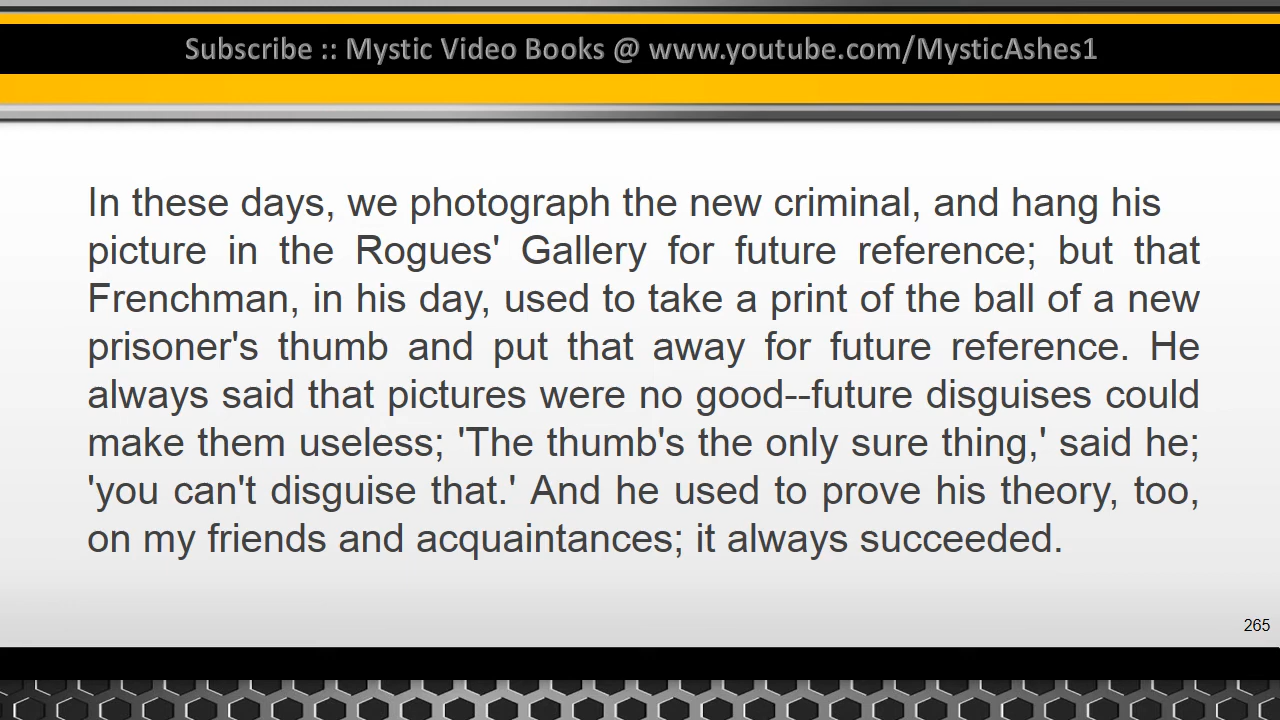 Subscribe :: Mystic Video Books @ www.youtube.com/MysticAshes1
In these days, we photograph the new criminal, and hang his
picture in the Rogues' Gallery for future reference; but that
Frenchman, in his day, used to take a print of the ball of a new
prisoner's thumb and put that away for future reference. He
always said that pictures were no good--future disguises could
make them useless; 'The thumb's the only sure thing,' said he;
'you can't disguise that.' And he used to prove his theory, too,
on my friends and acquaintances; it always succeeded.
265